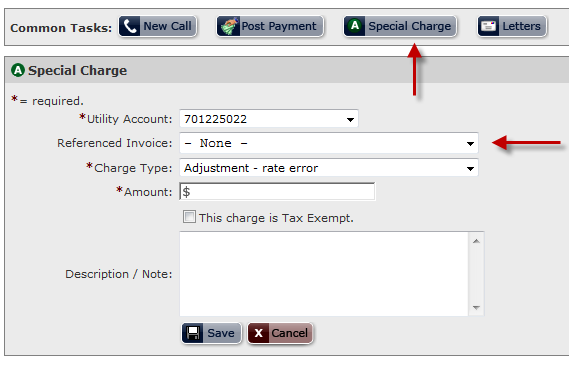 Common Tasks: New Call Post Payment A Special Charge Letters
A Special Charge
*= required.
*Utility Account: 701225022
Referenced Invoice: – None –
*Charge Type: Adjustment - rate error
*Amount: $
This charge is Tax Exempt.
Description / Note:
Save X Cancel